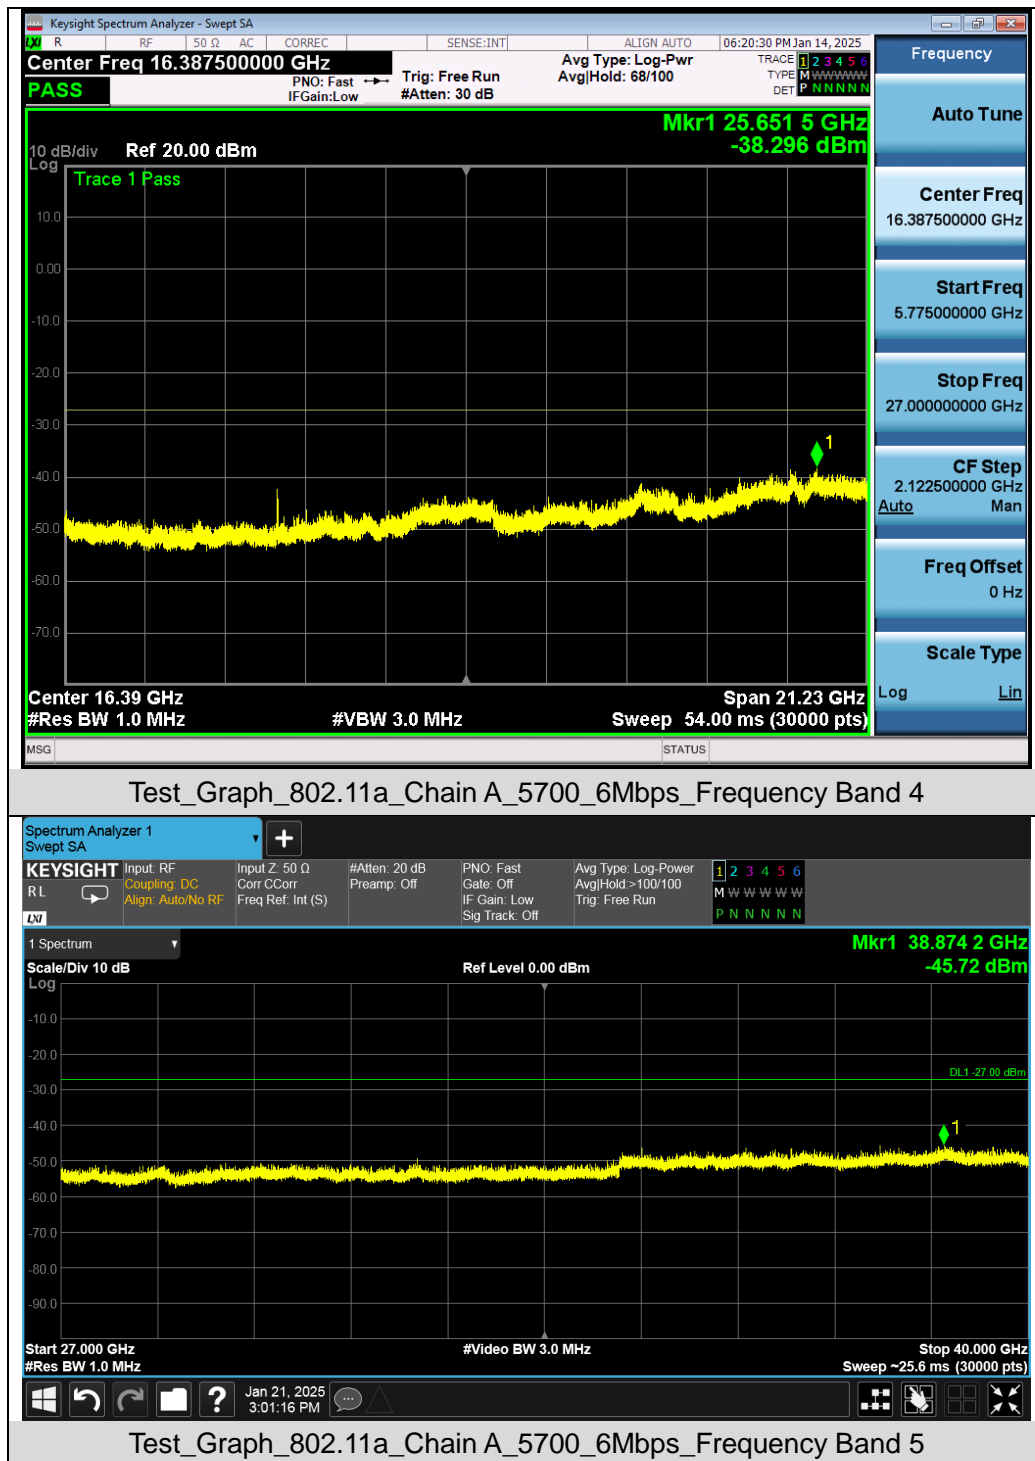 Keysight Spectrum Analyzer - Swept SA
LXI R RF 50 Ω AC CORREC SENSE:INT ALIGN AUTO 06:20:30 PM Jan 14, 2025
Center Freq 16.387500000 GHz
PASS
PNO: Fast
IFGain:Low
Trig: Free Run
#Atten: 30 dB
Avg Type: Log-Pwr
Avg|Hold: 68/100
TRACE 1 2 3 4 5 6
TYPE M W W W W W
DET P N N N N N
Mkr1 25.651 5 GHz
-38.296 dBm
10 dB/div Ref 20.00 dBm
Log
Trace 1 Pass
10.0
0.00
-10.0
-20.0
-30.0
1
-40.0
-50.0
-60.0
-70.0
Center 16.39 GHz Span 21.23 GHz
#Res BW 1.0 MHz #VBW 3.0 MHz Sweep 54.00 ms (30000 pts)
MSG STATUS
Frequency
Auto Tune
Center Freq
16.387500000 GHz
Start Freq
5.775000000 GHz
Stop Freq
27.000000000 GHz
CF Step
2.122500000 GHz
Auto Man
Freq Offset
0 Hz
Scale Type
Log Lin
Test_Graph_802.11a_Chain A_5700_6Mbps_Frequency Band 4
Spectrum Analyzer 1
Swept SA
+
KEYSIGHT
R L
LXI
Input: RF
Coupling: DC
Align: Auto/No RF
Input Z: 50 Ω
Corr CCorr
Freq Ref: Int (S)
#Atten: 20 dB
Preamp: Off
PNO: Fast
Gate: Off
IF Gain: Low
Sig Track: Off
Avg Type: Log-Power
Avg|Hold:>100/100
Trig: Free Run
1 2 3 4 5 6
M W W W W W
P N N N N N
1 Spectrum
Mkr1 38.874 2 GHz
Scale/Div 10 dB Ref Level 0.00 dBm -45.72 dBm
Log
-10.0
-20.0
DL1 -27.00 dBm
-30.0
-40.0
1
-50.0
-60.0
-70.0
-80.0
-90.0
Start 27.000 GHz #Video BW 3.0 MHz Stop 40.000 GHz
#Res BW 1.0 MHz Sweep ~25.6 ms (30000 pts)
?
Jan 21, 2025
3:01:16 PM
Test_Graph_802.11a_Chain A_5700_6Mbps_Frequency Band 5